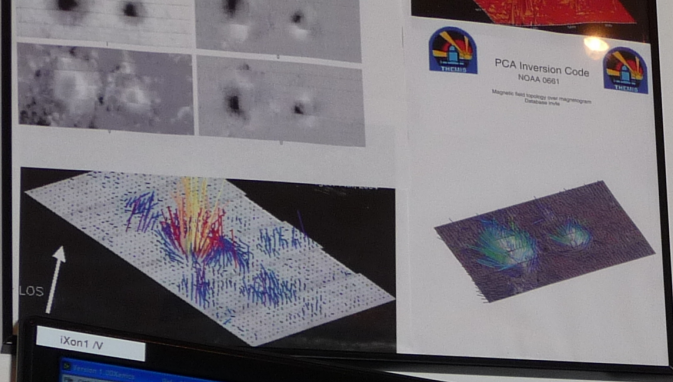 THEMIS
THEMIS
PCA Inversion Code
NOAA 0661
Magnetic field topology over magnetogram
LOS
iXon1 /V